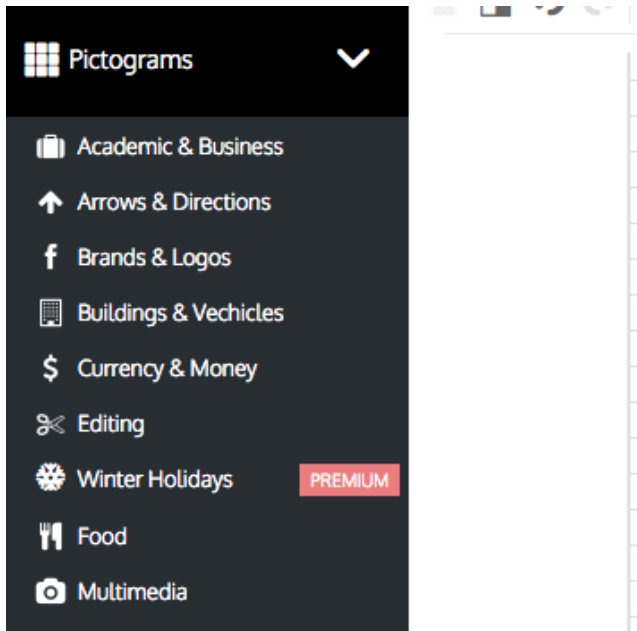 Pictograms
Academic & Business
Arrows & Directions
Brands & Logos
Buildings & Vechicles
Currency & Money
Editing
Winter Holidays PREMIUM
Food
Multimedia